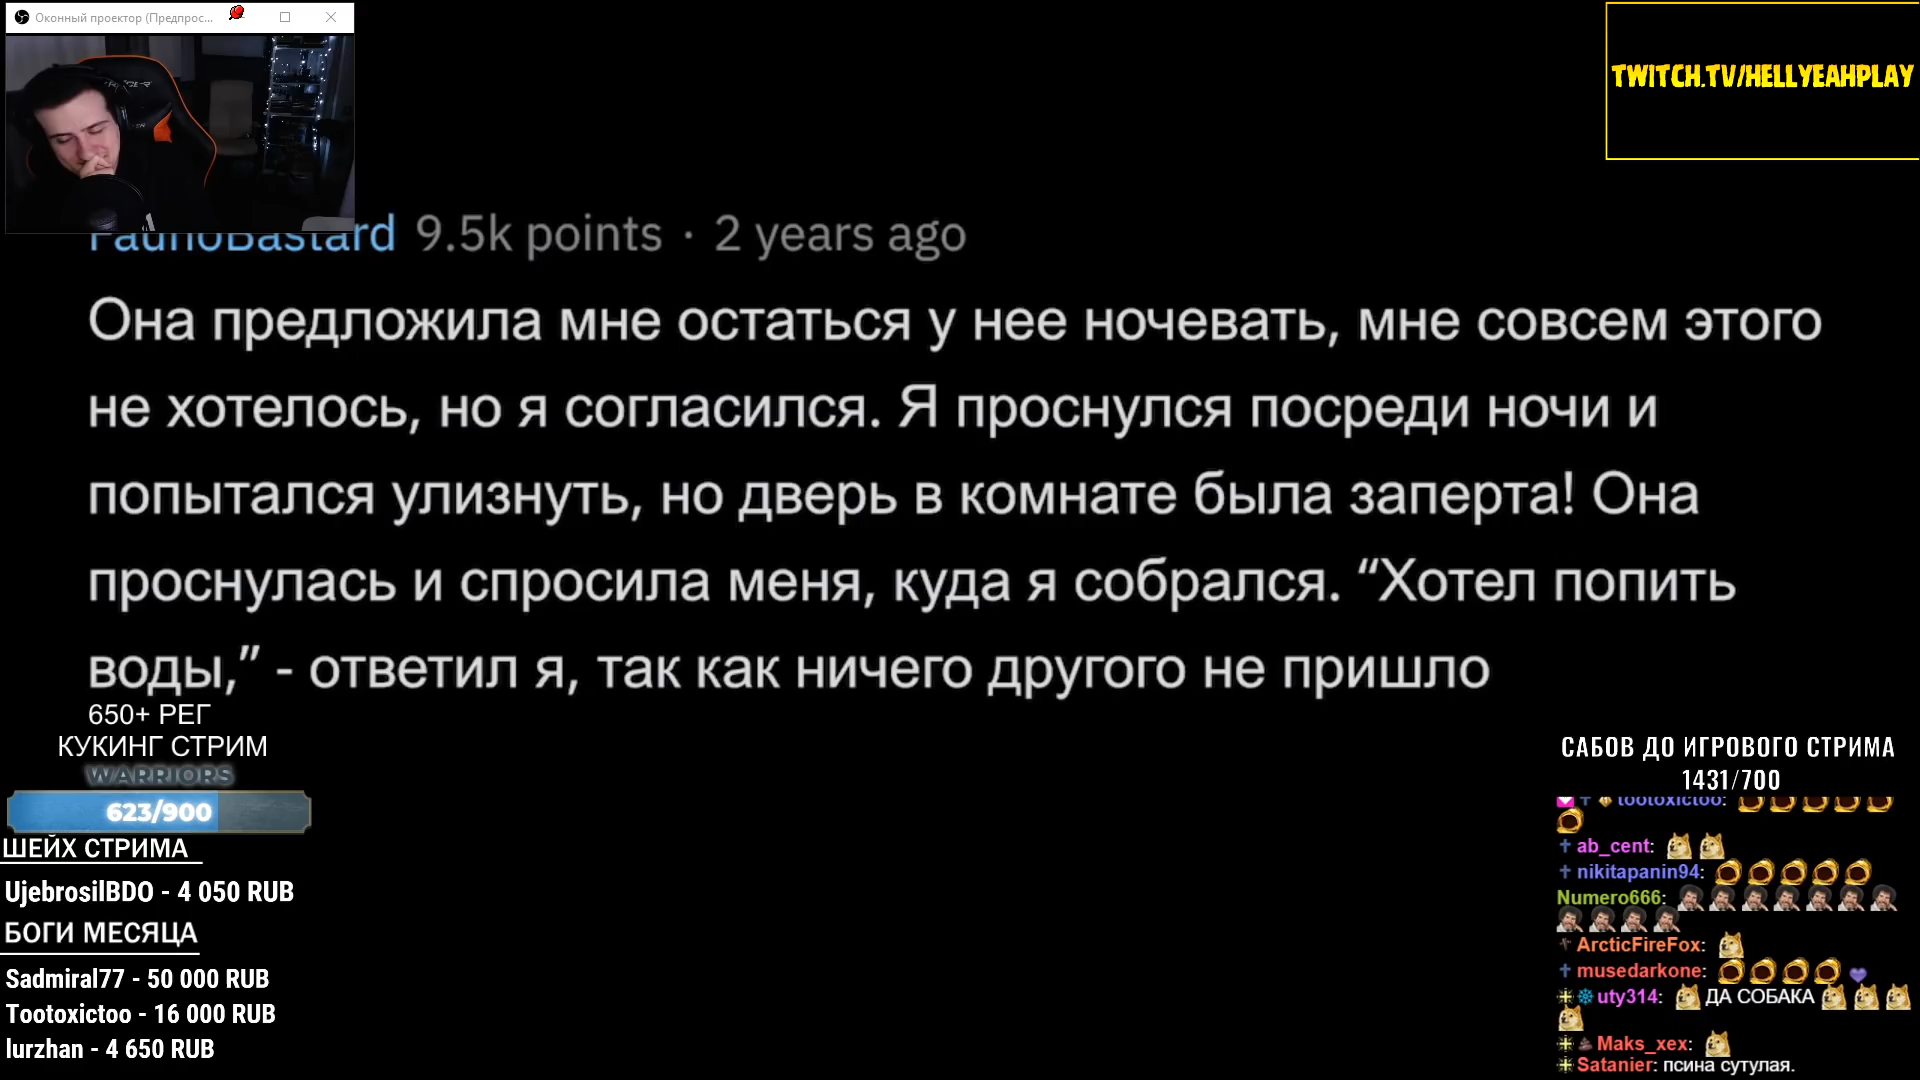 Оконный проектор (Предпрос...
TWITCH.TV/HELLYEAHPLAY
FaunoBastard 9.5k points · 2 years ago
Она предложила мне остаться у нее ночевать, мне совсем этого
не хотелось, но я согласился. Я проснулся посреди ночи и
попытался улизнуть, но дверь в комнате была заперта! Она
проснулась и спросила меня, куда я собрался. “Хотел попить
воды,” - ответил я, так как ничего другого не пришло
650+ РЕГ
КУКИНГ СТРИМ
WARRIORS
623/900
ШЕЙХ СТРИМА
UjebrosilBDO - 4 050 RUB
БОГИ МЕСЯЦА
Sadmiral77 - 50 000 RUB
Tootoxictoo - 16 000 RUB
lurzhan - 4 650 RUB
САБОВ ДО ИГРОВОГО СТРИМА
1431/700
tootoxictoo:
ab_cent:
nikitapanin94:
Numero666:
ArcticFireFox:
musedarkone:
uty314: ДА СОБАКА
Maks_xex:
Satanier: псина сутулая.